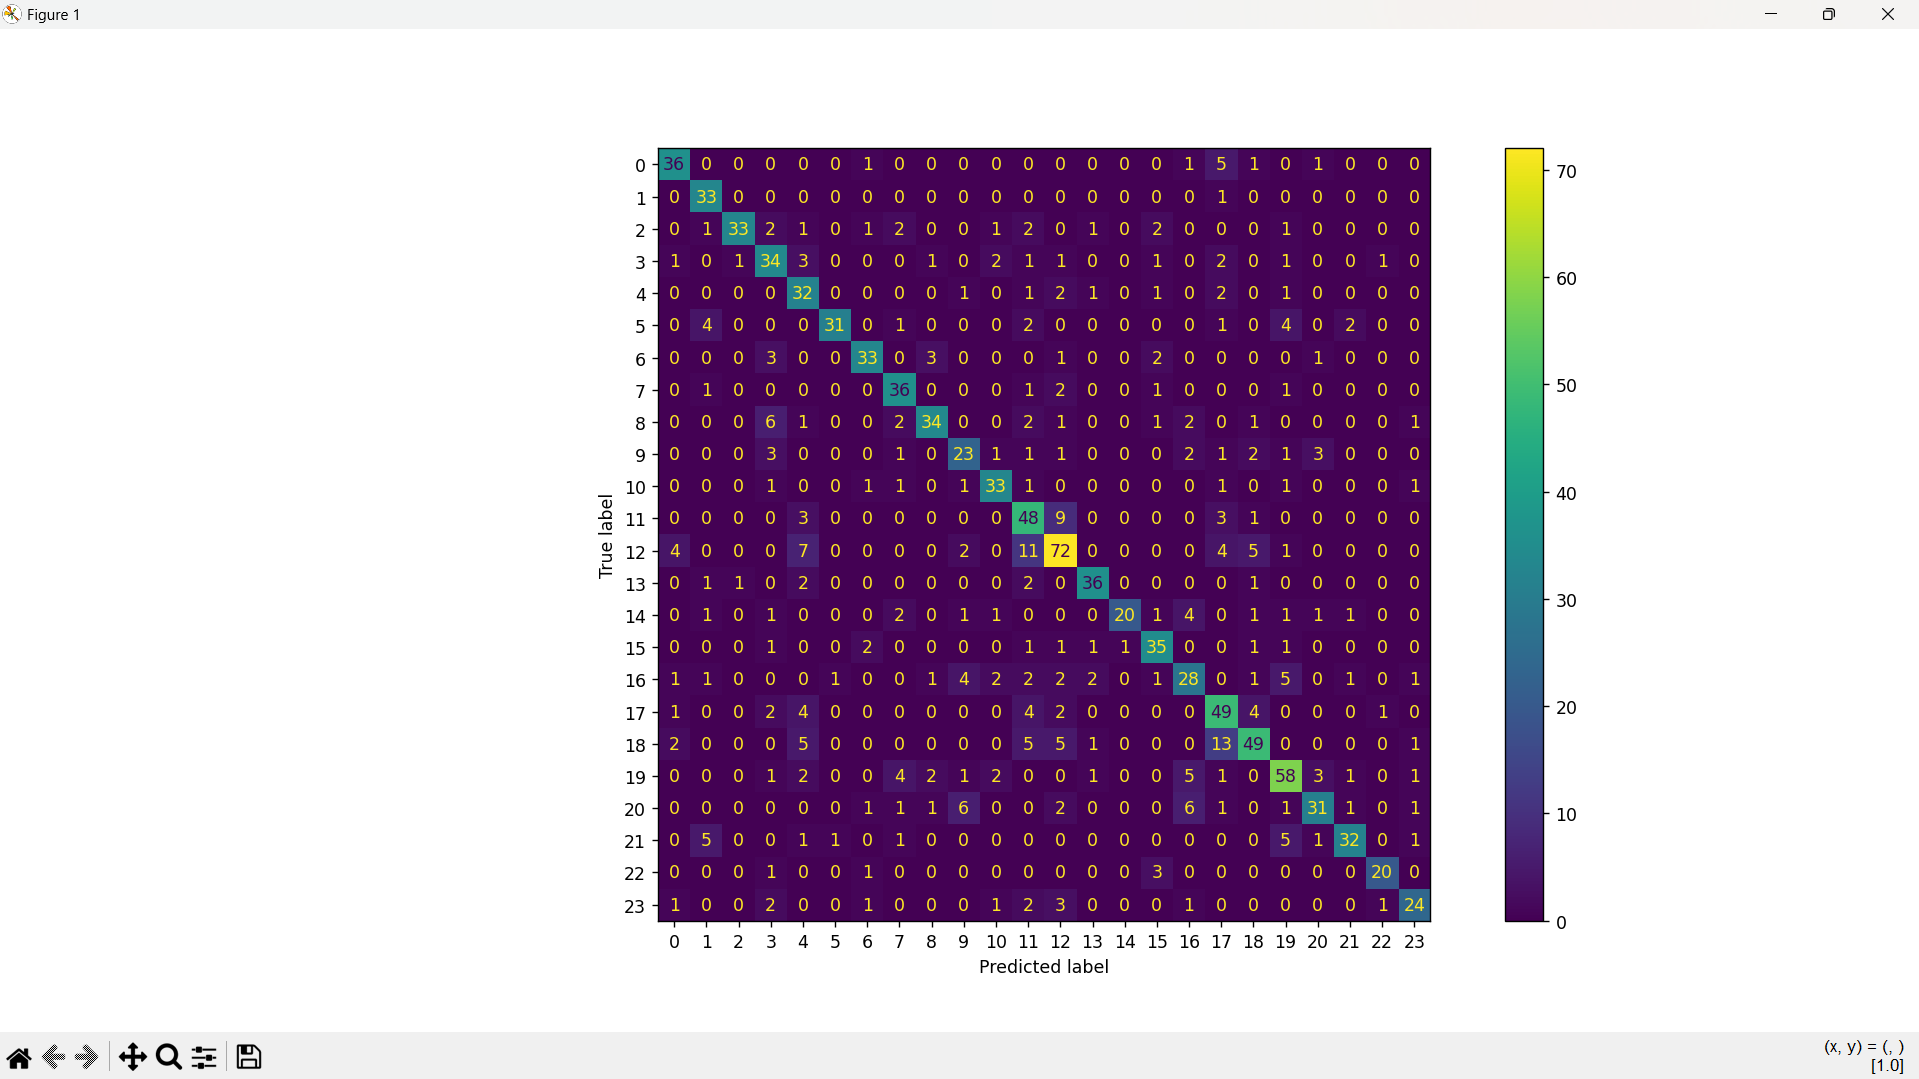 Figure 1
0 36 0 0 0 0 0 1 0 0 0 0 0 0 0 0 0 1 5 1 0 1 0 0 0
1 0 33 0 0 0 0 0 0 0 0 0 0 0 0 0 0 0 1 0 0 0 0 0 0
2 0 1 33 2 1 0 1 2 0 0 1 2 0 1 0 2 0 0 0 1 0 0 0 0
3 1 0 1 34 3 0 0 0 1 0 2 1 1 0 0 1 0 2 0 1 0 0 1 0
4 0 0 0 0 32 0 0 0 0 1 0 1 2 1 0 1 0 2 0 1 0 0 0 0
5 0 4 0 0 0 31 0 1 0 0 0 2 0 0 0 0 0 1 0 4 0 2 0 0
6 0 0 0 3 0 0 33 0 3 0 0 0 1 0 0 2 0 0 0 0 1 0 0 0
7 0 1 0 0 0 0 0 36 0 0 0 1 2 0 0 1 0 0 0 1 0 0 0 0
8 0 0 0 6 1 0 0 2 34 0 0 2 1 0 0 1 2 0 1 0 0 0 0 1
9 0 0 0 3 0 0 0 1 0 23 1 1 1 0 0 0 2 1 2 1 3 0 0 0
10 0 0 0 1 0 0 1 1 0 1 33 1 0 0 0 0 0 1 0 1 0 0 0 1
11 0 0 0 0 3 0 0 0 0 0 0 48 9 0 0 0 0 3 1 0 0 0 0 0
12 4 0 0 0 7 0 0 0 0 2 0 11 72 0 0 0 0 4 5 1 0 0 0 0
13 0 1 1 0 2 0 0 0 0 0 0 2 0 36 0 0 0 0 1 0 0 0 0 0
14 0 1 0 1 0 0 0 2 0 1 1 0 0 0 20 1 4 0 1 1 1 1 0 0
15 0 0 0 1 0 0 2 0 0 0 0 1 1 1 1 35 0 0 1 1 0 0 0 0
16 1 1 0 0 0 1 0 0 1 4 2 2 2 2 0 1 28 0 1 5 0 1 0 1
17 1 0 0 2 4 0 0 0 0 0 0 4 2 0 0 0 0 49 4 0 0 0 1 0
18 2 0 0 0 5 0 0 0 0 0 0 5 5 1 0 0 0 13 49 0 0 0 0 1
19 0 0 0 1 2 0 0 4 2 1 2 0 0 1 0 0 5 1 0 58 3 1 0 1
20 0 0 0 0 0 0 1 1 1 6 0 0 2 0 0 0 6 1 0 1 31 1 0 1
21 0 5 0 0 1 1 0 1 0 0 0 0 0 0 0 0 0 0 0 5 1 32 0 1
22 0 0 0 1 0 0 1 0 0 0 0 0 0 0 0 3 0 0 0 0 0 0 20 0
23 1 0 0 2 0 0 1 0 0 0 1 2 3 0 0 0 1 0 0 0 0 0 1 24
0 1 2 3 4 5 6 7 8 9 10 11 12 13 14 15 16 17 18 19 20 21 22 23
Predicted label
True label
70
60
50
40
30
20
10
0
(x, y) = (, )
[1.0]